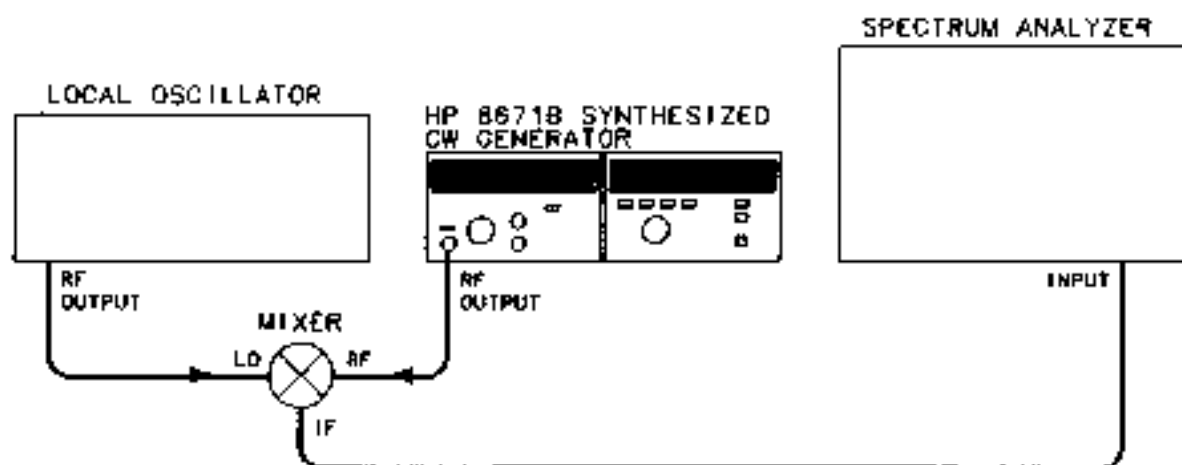 SPECTRUM ANALYZER
LOCAL OSCILLATOR
HP 8671B SYNTHESIZED
CW GENERATOR
RF
OUTPUT
RF
OUTPUT
INPUT
MIXER
LO
RF
IF